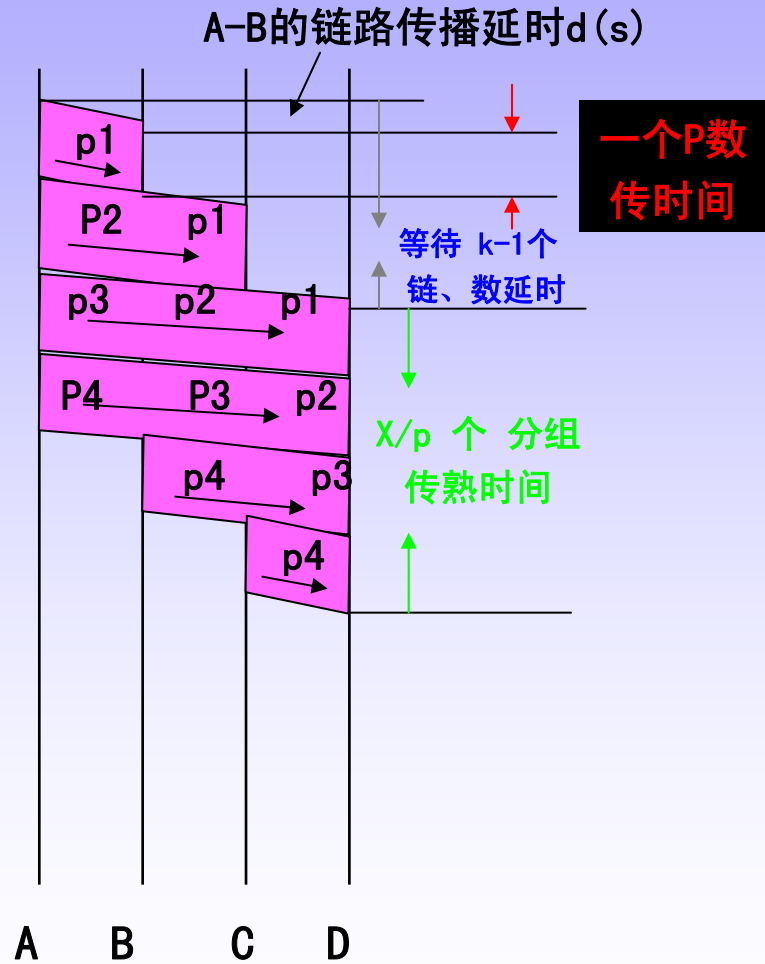 A-B的链路传播延时d(s)
一个P数
传时间
p1
P2 p1
等待 k-1个
链、数延时
p3 p2 p1
P4 P3 p2
X/p 个 分组
传熟时间
p4 p3
p4
A B C D